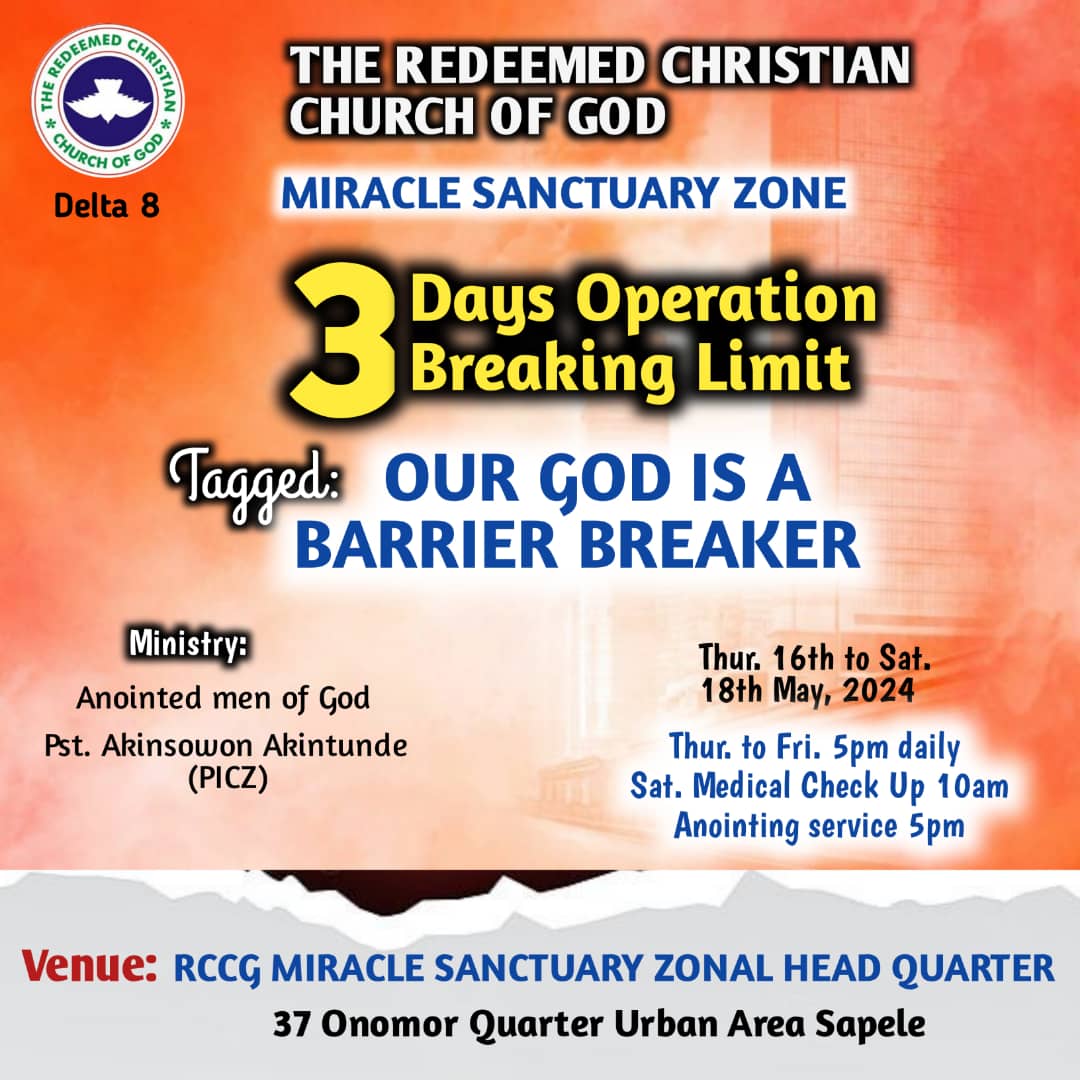 THE REDEEMED CHRISTIAN
CHURCH OF GOD
Delta 8
THE REDEEMED CHRISTIAN
CHURCH OF GOD
MIRACLE SANCTUARY ZONE
3 Days Operation
Breaking Limit
Tagged: OUR GOD IS A
BARRIER BREAKER
Ministry:
Anointed men of God
Pst. Akinsowon Akintunde
(PICZ)
Thur. 16th to Sat.
18th May, 2024
Thur. to Fri. 5pm daily
Sat. Medical Check Up 10am
Anointing service 5pm
Venue: RCCG MIRACLE SANCTUARY ZONAL HEAD QUARTER
37 Onomor Quarter Urban Area Sapele